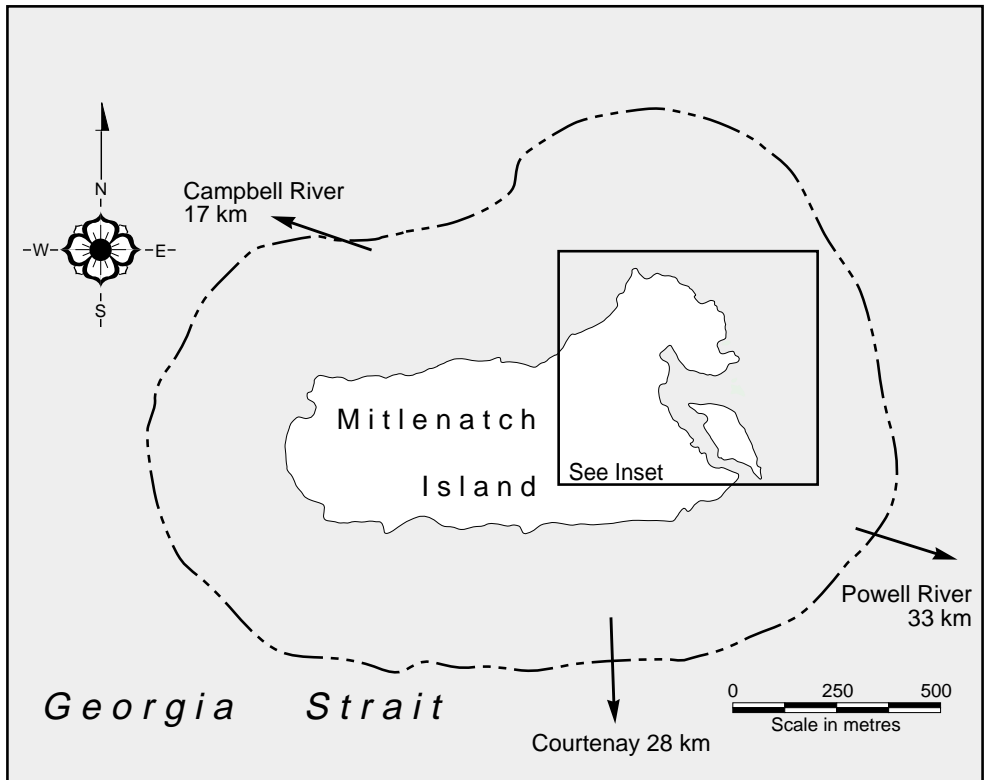 N
W
E
S
Campbell River
17 km
Mitlenatch
Island
See Inset
Powell River
33 km
Georgia Strait
0 250 500
Scale in metres
Courtenay 28 km